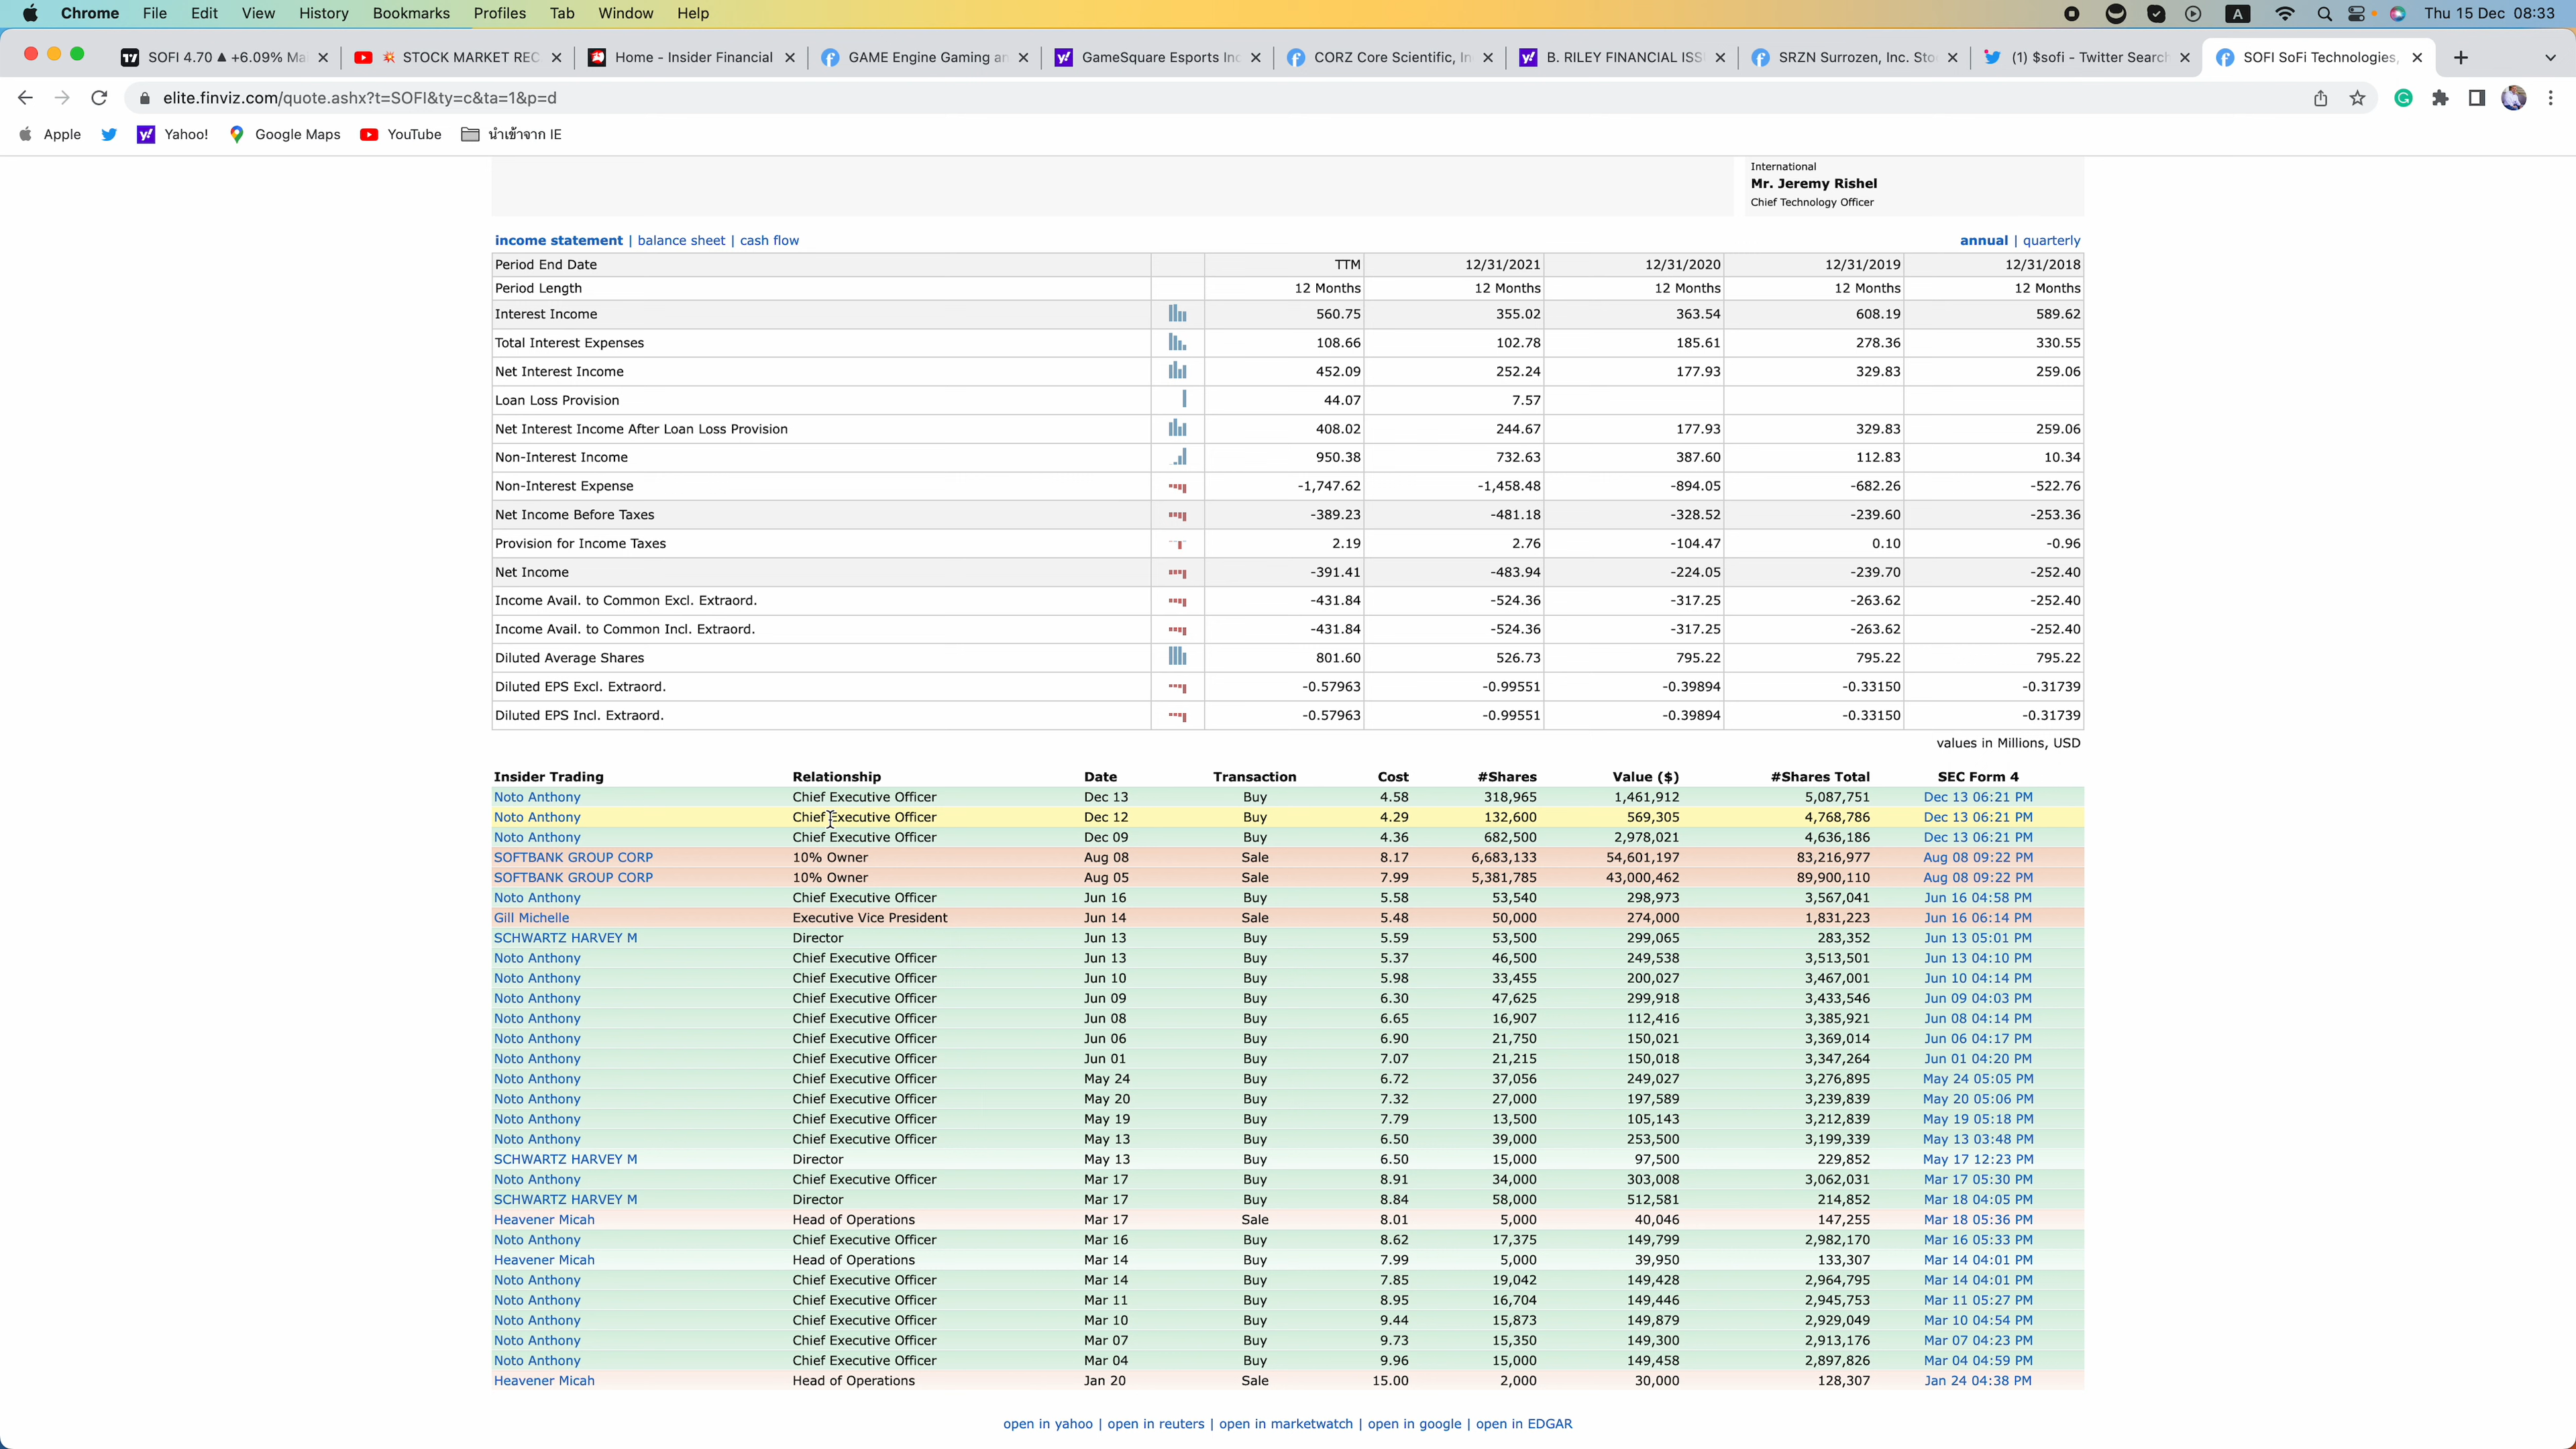 Chrome File Edit View History Bookmarks Profiles Tab Window Help A Thu 15 Dec 08:33
SOFI 4.70 ▲ +6.09% Ma STOCK MARKET REC Home - Insider Financial GAME Engine Gaming an GameSquare Esports Inc CORZ Core Scientific, In B. RILEY FINANCIAL ISS SRZN Surrozen, Inc. Sto (1) $sofi - Twitter Search SOFI SoFi Technologies,
elite.finviz.com/quote.ashx?t=SOFI&ty=c&ta=1&p=d
Apple Yahoo! Google Maps YouTube นำเข้าจาก IE
International
Mr. Jeremy Rishel
Chief Technology Officer
income statement | balance sheet | cash flow annual | quarterly
Period End Date TTM 12/31/2021 12/31/2020 12/31/2019 12/31/2018
Period Length 12 Months 12 Months 12 Months 12 Months 12 Months
Interest Income 560.75 355.02 363.54 608.19 589.62
Total Interest Expenses 108.66 102.78 185.61 278.36 330.55
Net Interest Income 452.09 252.24 177.93 329.83 259.06
Loan Loss Provision 44.07 7.57
Net Interest Income After Loan Loss Provision 408.02 244.67 177.93 329.83 259.06
Non-Interest Income 950.38 732.63 387.60 112.83 10.34
Non-Interest Expense -1,747.62 -1,458.48 -894.05 -682.26 -522.76
Net Income Before Taxes -389.23 -481.18 -328.52 -239.60 -253.36
Provision for Income Taxes 2.19 2.76 -104.47 0.10 -0.96
Net Income -391.41 -483.94 -224.05 -239.70 -252.40
Income Avail. to Common Excl. Extraord. -431.84 -524.36 -317.25 -263.62 -252.40
Income Avail. to Common Incl. Extraord. -431.84 -524.36 -317.25 -263.62 -252.40
Diluted Average Shares 801.60 526.73 795.22 795.22 795.22
Diluted EPS Excl. Extraord. -0.57963 -0.99551 -0.39894 -0.33150 -0.31739
Diluted EPS Incl. Extraord. -0.57963 -0.99551 -0.39894 -0.33150 -0.31739
values in Millions, USD
Insider Trading Relationship Date Transaction Cost #Shares Value ($) #Shares Total SEC Form 4
Noto Anthony Chief Executive Officer Dec 13 Buy 4.58 318,965 1,461,912 5,087,751 Dec 13 06:21 PM
Noto Anthony Chief Executive Officer Dec 12 Buy 4.29 132,600 569,305 4,768,786 Dec 13 06:21 PM
Noto Anthony Chief Executive Officer Dec 09 Buy 4.36 682,500 2,978,021 4,636,186 Dec 13 06:21 PM
SOFTBANK GROUP CORP 10% Owner Aug 08 Sale 8.17 6,683,133 54,601,197 83,216,977 Aug 08 09:22 PM
SOFTBANK GROUP CORP 10% Owner Aug 05 Sale 7.99 5,381,785 43,000,462 89,900,110 Aug 08 09:22 PM
Noto Anthony Chief Executive Officer Jun 16 Buy 5.58 53,540 298,973 3,567,041 Jun 16 04:58 PM
Gill Michelle Executive Vice President Jun 14 Sale 5.48 50,000 274,000 1,831,223 Jun 16 06:14 PM
SCHWARTZ HARVEY M Director Jun 13 Buy 5.59 53,500 299,065 283,352 Jun 13 05:01 PM
Noto Anthony Chief Executive Officer Jun 13 Buy 5.37 46,500 249,538 3,513,501 Jun 13 04:10 PM
Noto Anthony Chief Executive Officer Jun 10 Buy 5.98 33,455 200,027 3,467,001 Jun 10 04:14 PM
Noto Anthony Chief Executive Officer Jun 09 Buy 6.30 47,625 299,918 3,433,546 Jun 09 04:03 PM
Noto Anthony Chief Executive Officer Jun 08 Buy 6.65 16,907 112,416 3,385,921 Jun 08 04:14 PM
Noto Anthony Chief Executive Officer Jun 06 Buy 6.90 21,750 150,021 3,369,014 Jun 06 04:17 PM
Noto Anthony Chief Executive Officer Jun 01 Buy 7.07 21,215 150,018 3,347,264 Jun 01 04:20 PM
Noto Anthony Chief Executive Officer May 24 Buy 6.72 37,056 249,027 3,276,895 May 24 05:05 PM
Noto Anthony Chief Executive Officer May 20 Buy 7.32 27,000 197,589 3,239,839 May 20 05:06 PM
Noto Anthony Chief Executive Officer May 19 Buy 7.79 13,500 105,143 3,212,839 May 19 05:18 PM
Noto Anthony Chief Executive Officer May 13 Buy 6.50 39,000 253,500 3,199,339 May 13 03:48 PM
SCHWARTZ HARVEY M Director May 13 Buy 6.50 15,000 97,500 229,852 May 17 12:23 PM
Noto Anthony Chief Executive Officer Mar 17 Buy 8.91 34,000 303,008 3,062,031 Mar 17 05:30 PM
SCHWARTZ HARVEY M Director Mar 17 Buy 8.84 58,000 512,581 214,852 Mar 18 04:05 PM
Heavener Micah Head of Operations Mar 17 Sale 8.01 5,000 40,046 147,255 Mar 18 05:36 PM
Noto Anthony Chief Executive Officer Mar 16 Buy 8.62 17,375 149,799 2,982,170 Mar 16 05:33 PM
Heavener Micah Head of Operations Mar 14 Buy 7.99 5,000 39,950 133,307 Mar 14 04:01 PM
Noto Anthony Chief Executive Officer Mar 14 Buy 7.85 19,042 149,428 2,964,795 Mar 14 04:01 PM
Noto Anthony Chief Executive Officer Mar 11 Buy 8.95 16,704 149,446 2,945,753 Mar 11 05:27 PM
Noto Anthony Chief Executive Officer Mar 10 Buy 9.44 15,873 149,879 2,929,049 Mar 10 04:54 PM
Noto Anthony Chief Executive Officer Mar 07 Buy 9.73 15,350 149,300 2,913,176 Mar 07 04:23 PM
Noto Anthony Chief Executive Officer Mar 04 Buy 9.96 15,000 149,458 2,897,826 Mar 04 04:59 PM
Heavener Micah Head of Operations Jan 20 Sale 15.00 2,000 30,000 128,307 Jan 24 04:38 PM
open in yahoo | open in reuters | open in marketwatch | open in google | open in EDGAR